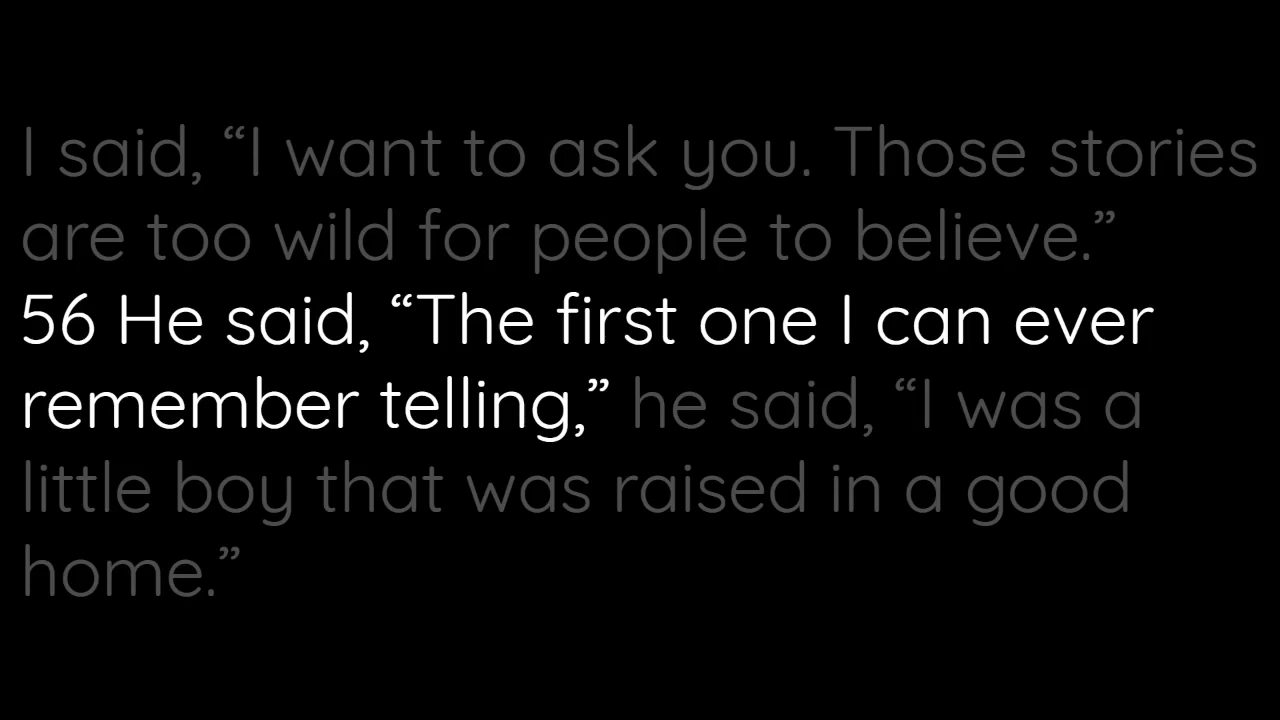 I said, “I want to ask you. Those stories
are too wild for people to believe.”
56 He said, “The first one I can ever
remember telling,” he said, “I was a
little boy that was raised in a good
home.”